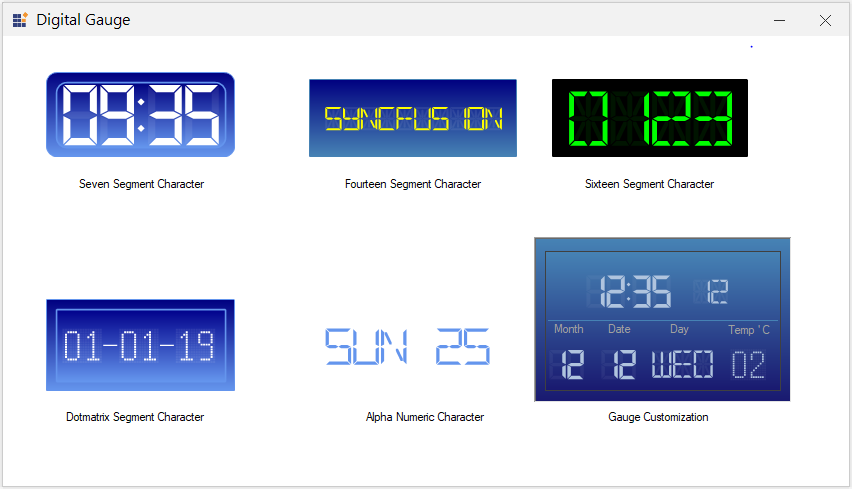 Digital Gauge
09:35
Seven Segment Character
SYNCFUSION
Fourteen Segment Character
0123
Sixteen Segment Character
01-01-19
Dotmatrix Segment Character
SUN 25
Alpha Numeric Character
12:35 12
Month Date Day Temp ' C
12 12 WED 02
Gauge Customization